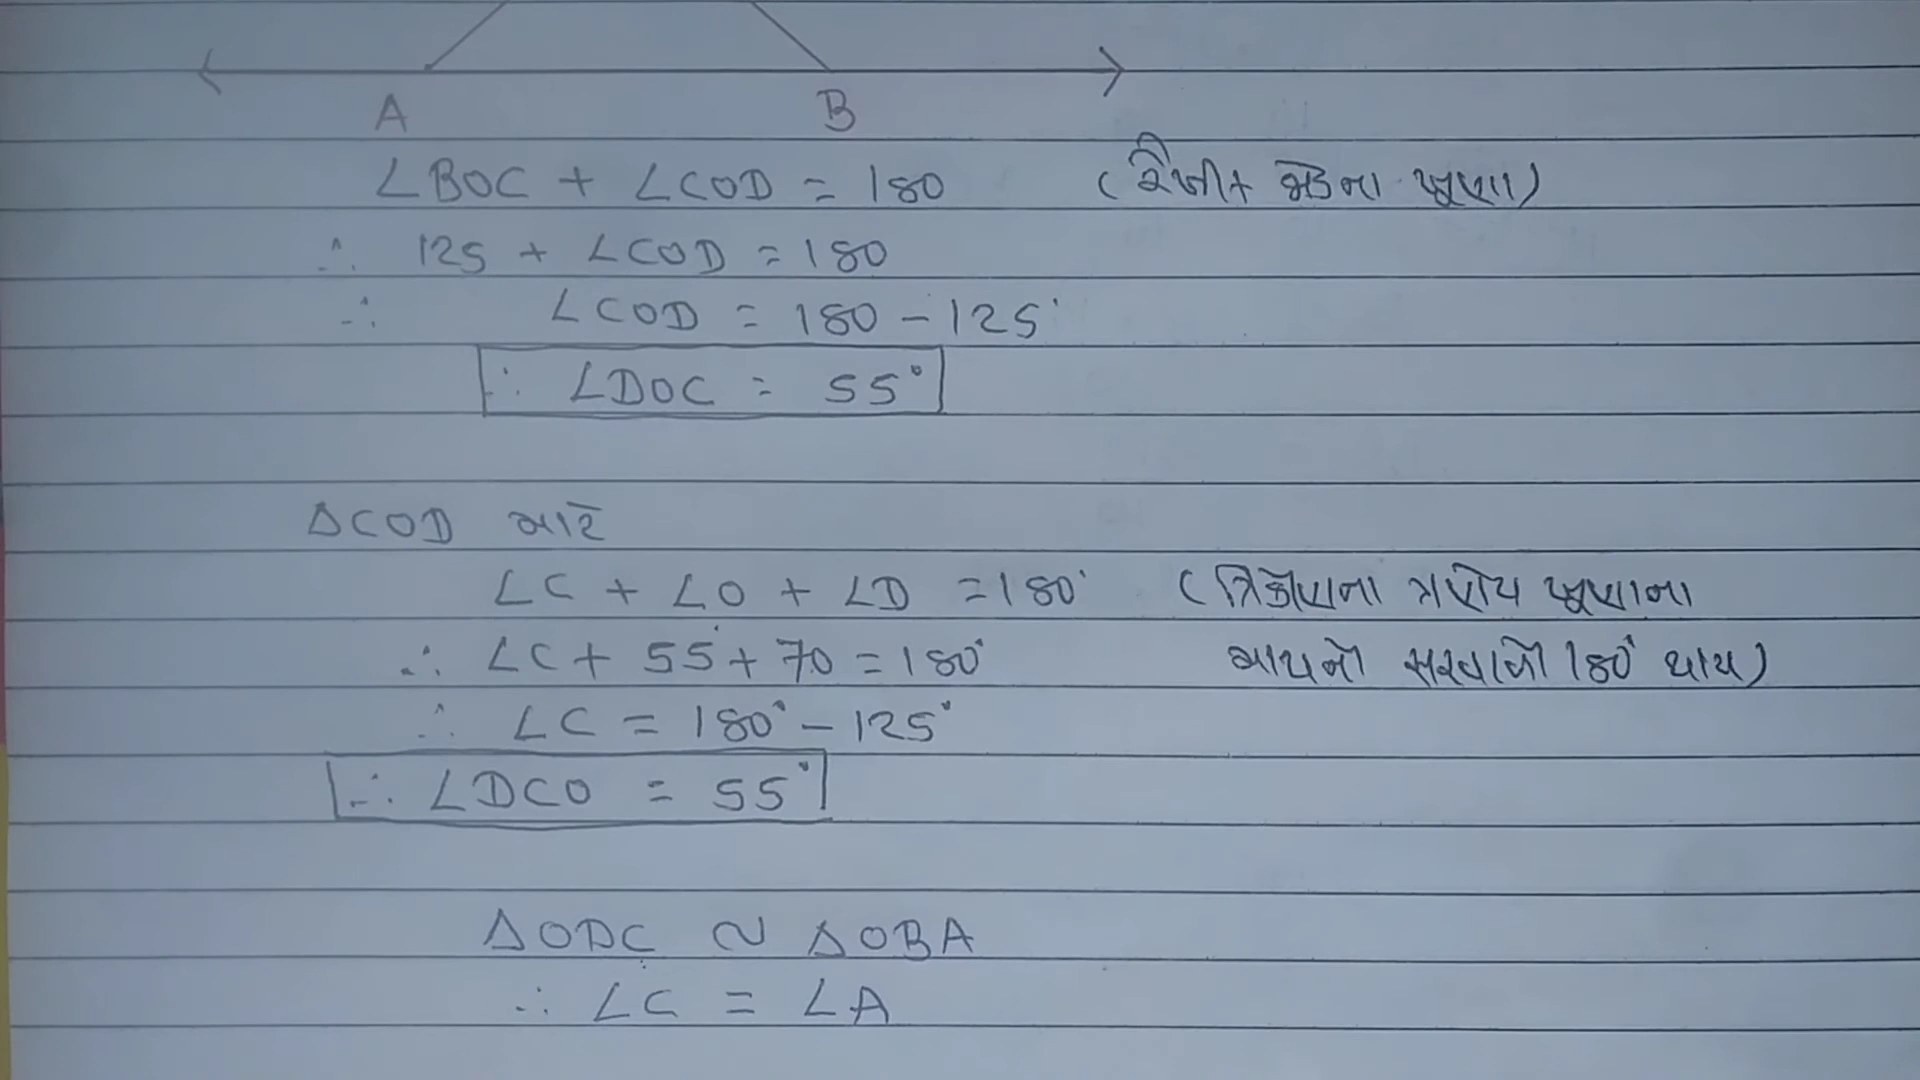 A B
∠BOC + ∠COD = 180 (રૈખીક જોડના ખૂણા)
∴ 125 + ∠COD = 180
∴ ∠COD = 180 - 125°
∴ ∠DOC = 55°
ΔCOD માટે
∠C + ∠O + ∠D = 180° (ત્રિકોણના ત્રણેય ખૂણાના
∴ ∠C + 55° + 70 = 180° માપનો સરવાળો 180° થાય)
∴ ∠C = 180° - 125°
∴ ∠DCO = 55°
ΔODC ~ ΔOBA
∴ ∠C = ∠A